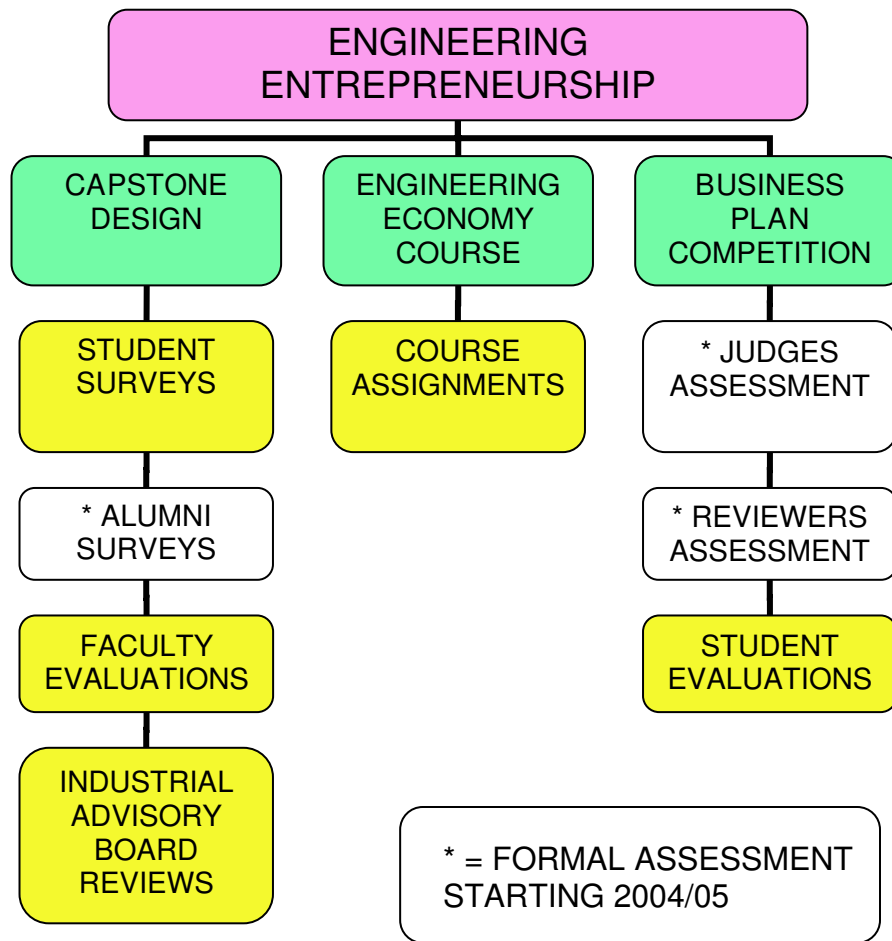 ENGINEERING
ENTREPRENEURSHIP
CAPSTONE
DESIGN
ENGINEERING
ECONOMY
COURSE
BUSINESS
PLAN
COMPETITION
STUDENT
SURVEYS
COURSE
ASSIGNMENTS
* JUDGES
ASSESSMENT
* ALUMNI
SURVEYS
* REVIEWERS
ASSESSMENT
FACULTY
EVALUATIONS
STUDENT
EVALUATIONS
INDUSTRIAL
ADVISORY
BOARD
REVIEWS
* = FORMAL ASSESSMENT
STARTING 2004/05